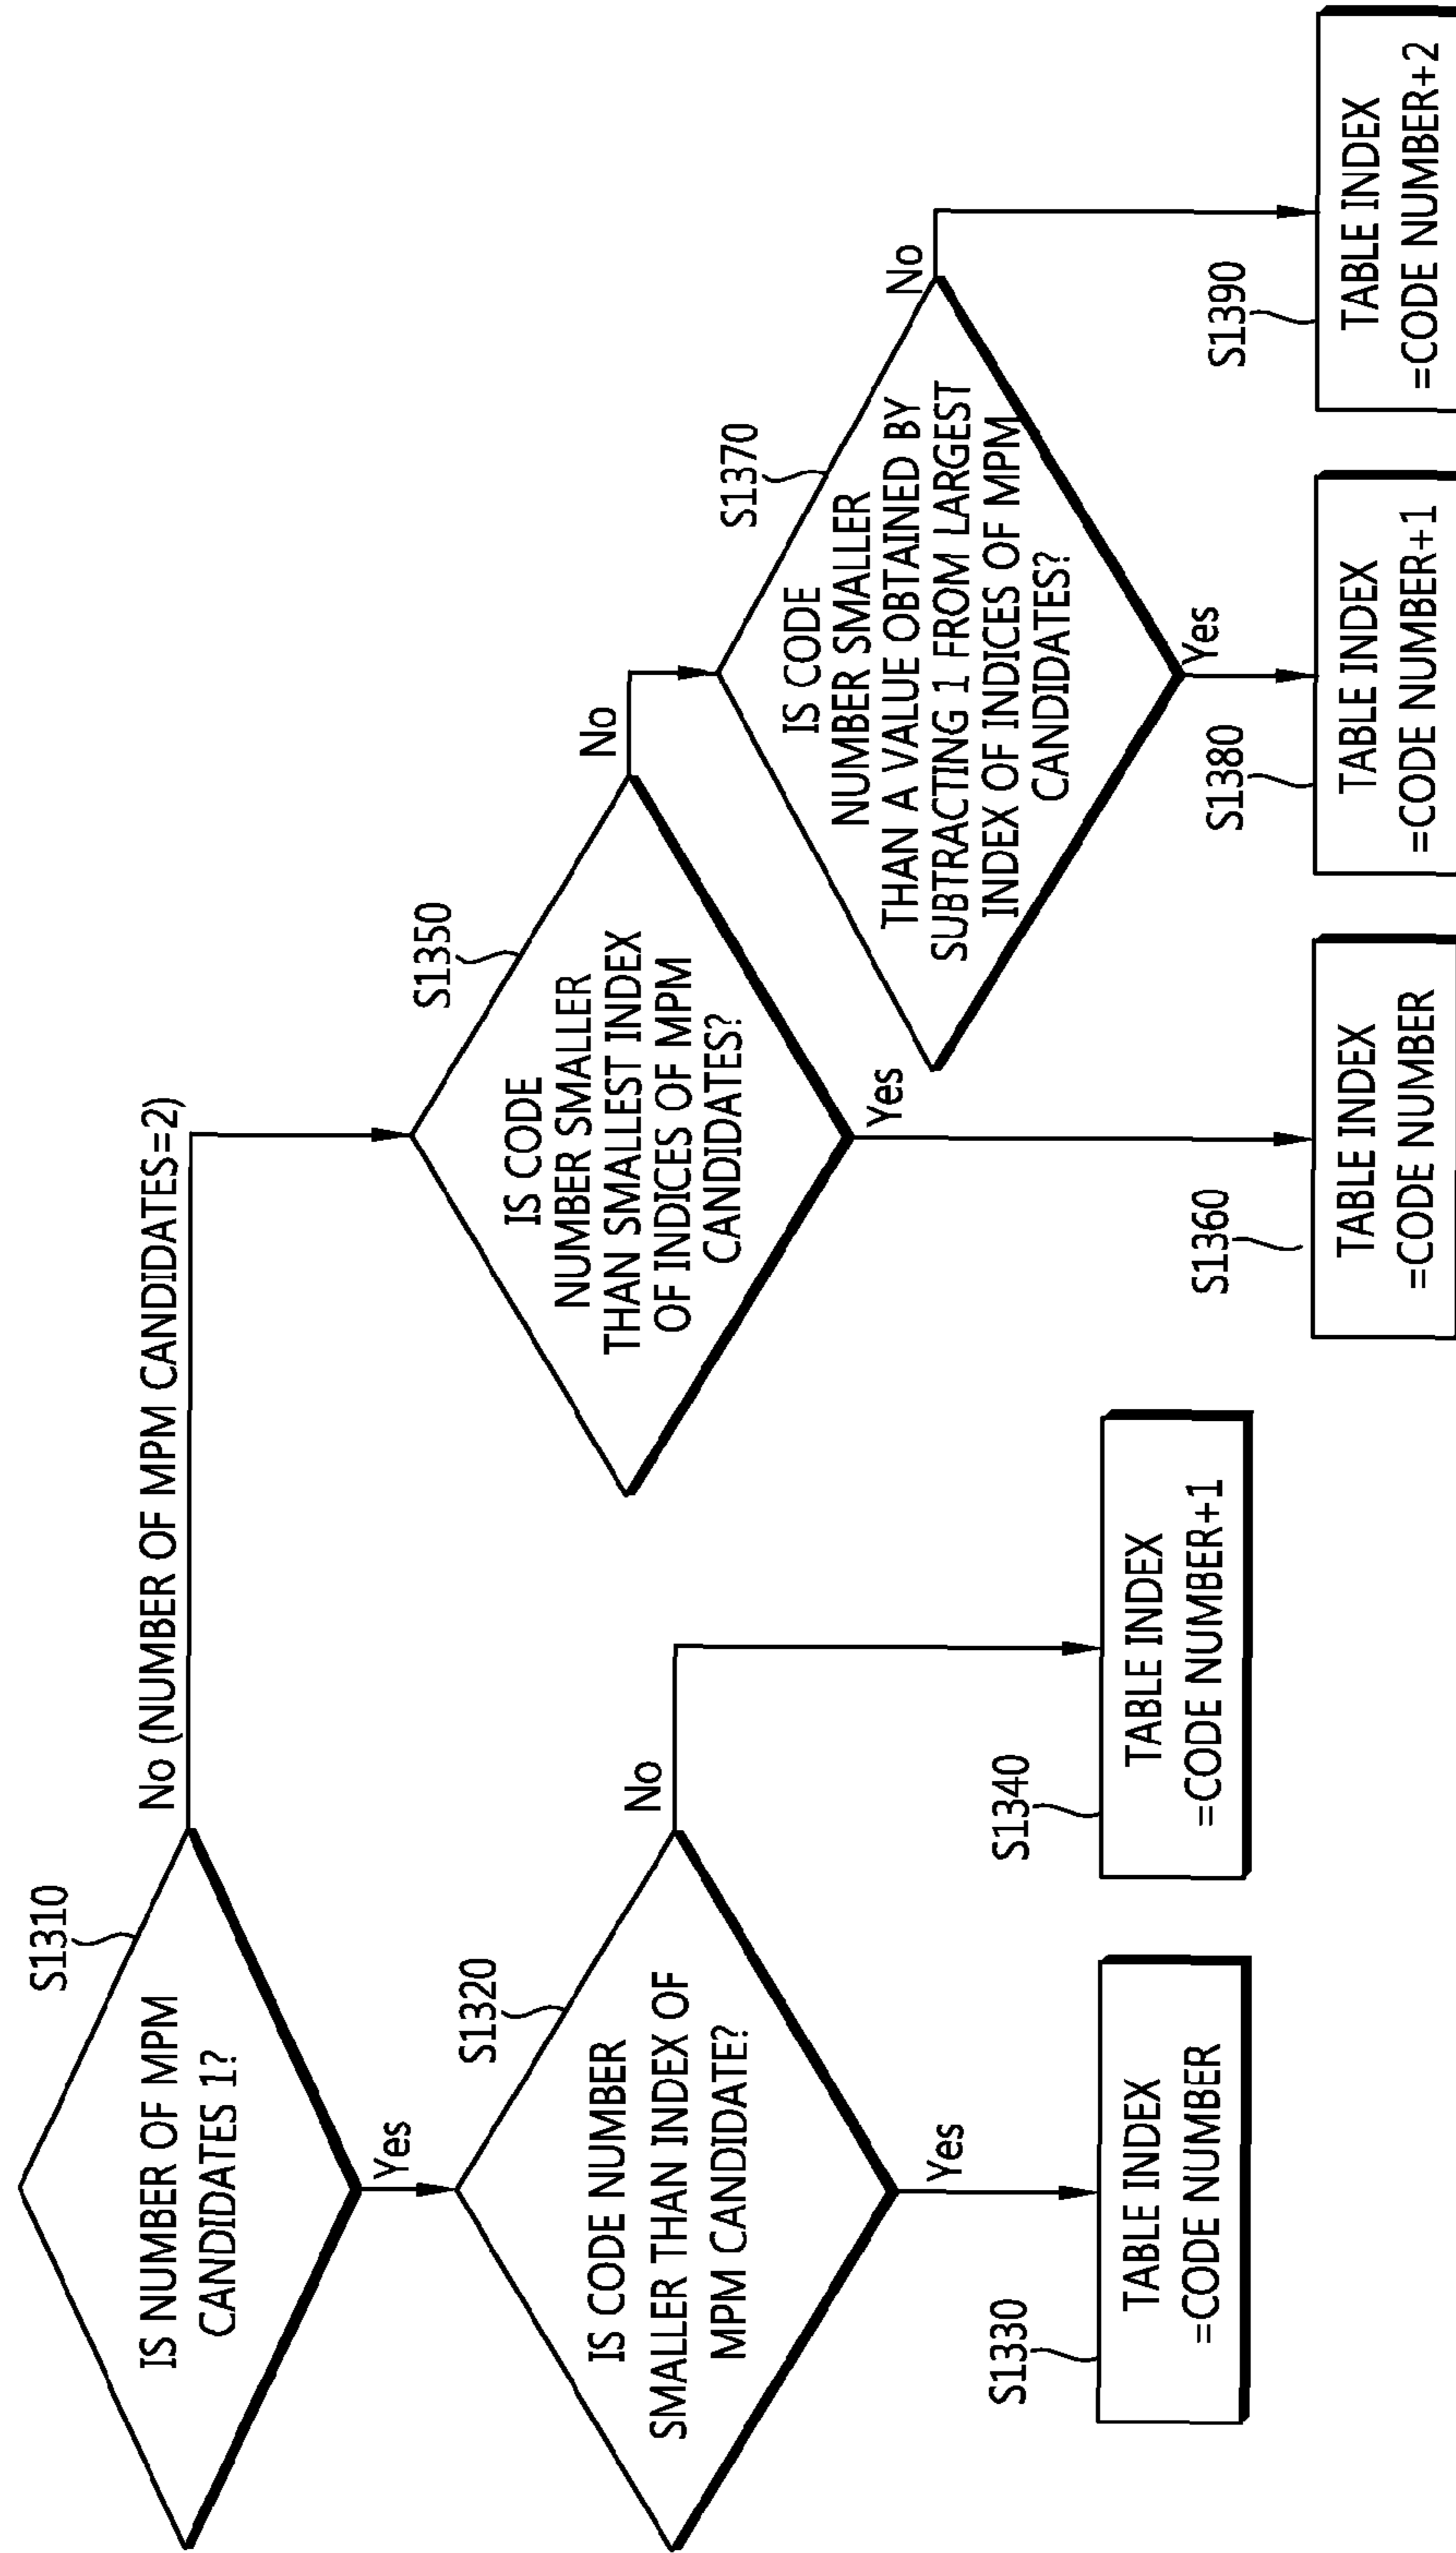 S1310
IS NUMBER OF MPM
CANDIDATES 1?
No (NUMBER OF MPM CANDIDATES=2)
Yes
S1320
IS CODE NUMBER
SMALLER THAN INDEX OF
MPM CANDIDATE?
No
Yes
S1330
TABLE INDEX
=CODE NUMBER
S1340
TABLE INDEX
=CODE NUMBER+1
S1350
IS CODE
NUMBER SMALLER
THAN SMALLEST INDEX
OF INDICES OF MPM
CANDIDATES?
No
Yes
S1360
TABLE INDEX
=CODE NUMBER
S1370
IS CODE
NUMBER SMALLER
THAN A VALUE OBTAINED BY
SUBTRACTING 1 FROM LARGEST
INDEX OF INDICES OF MPM
CANDIDATES?
No
Yes
S1380
TABLE INDEX
=CODE NUMBER+1
S1390
TABLE INDEX
=CODE NUMBER+2